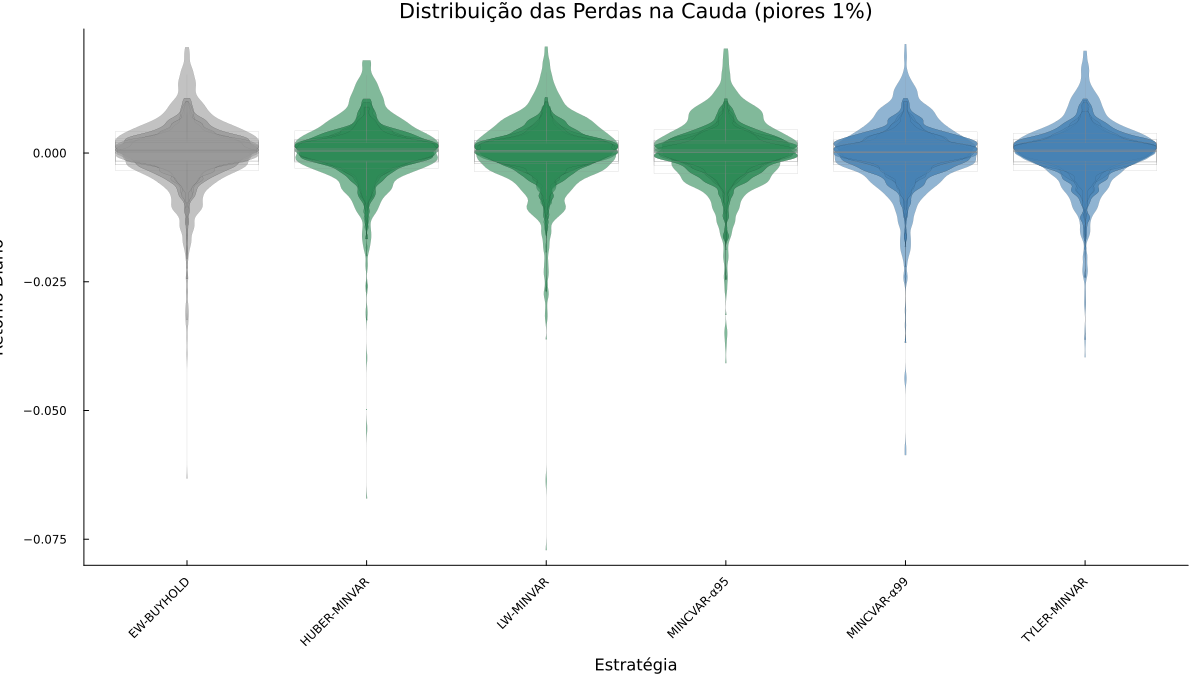 Distribuição das Perdas na Cauda (piores 1%)
0.000
−0.025
−0.050
−0.075
EW-BUYHOLD
HUBER-MINVAR
LW-MINVAR
MINCVAR-α95
MINCVAR-α99
TYLER-MINVAR
Estratégia